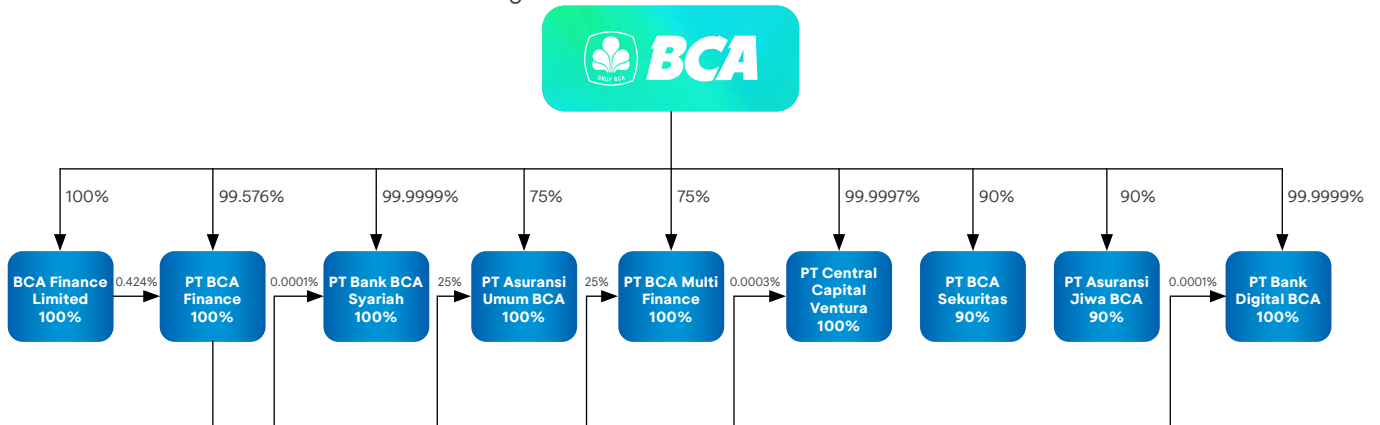 GRUP BCA
BCA
100%
99.576%
99.9999%
75%
75%
99.9997%
90%
90%
99.9999%
BCA Finance
Limited
100%
0.424%
PT BCA
Finance
100%
0.0001%
PT Bank BCA
Syariah
100%
25%
PT Asuransi
Umum BCA
100%
25%
PT BCA Multi
Finance
100%
0.0003%
PT Central
Capital
Ventura
100%
PT BCA
Sekuritas
90%
PT Asuransi
Jiwa BCA
90%
0.0001%
PT Bank
Digital BCA
100%